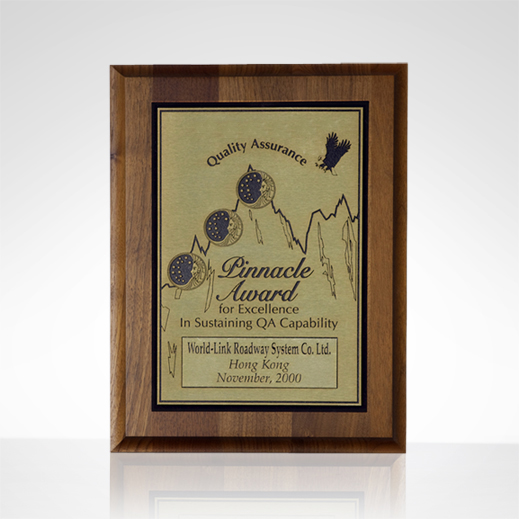 Quality Assurance
Pinnacle
Award
for Excellence
In Sustaining QA Capability
World-Link Roadway System Co. Ltd.
Hong Kong
November, 2000